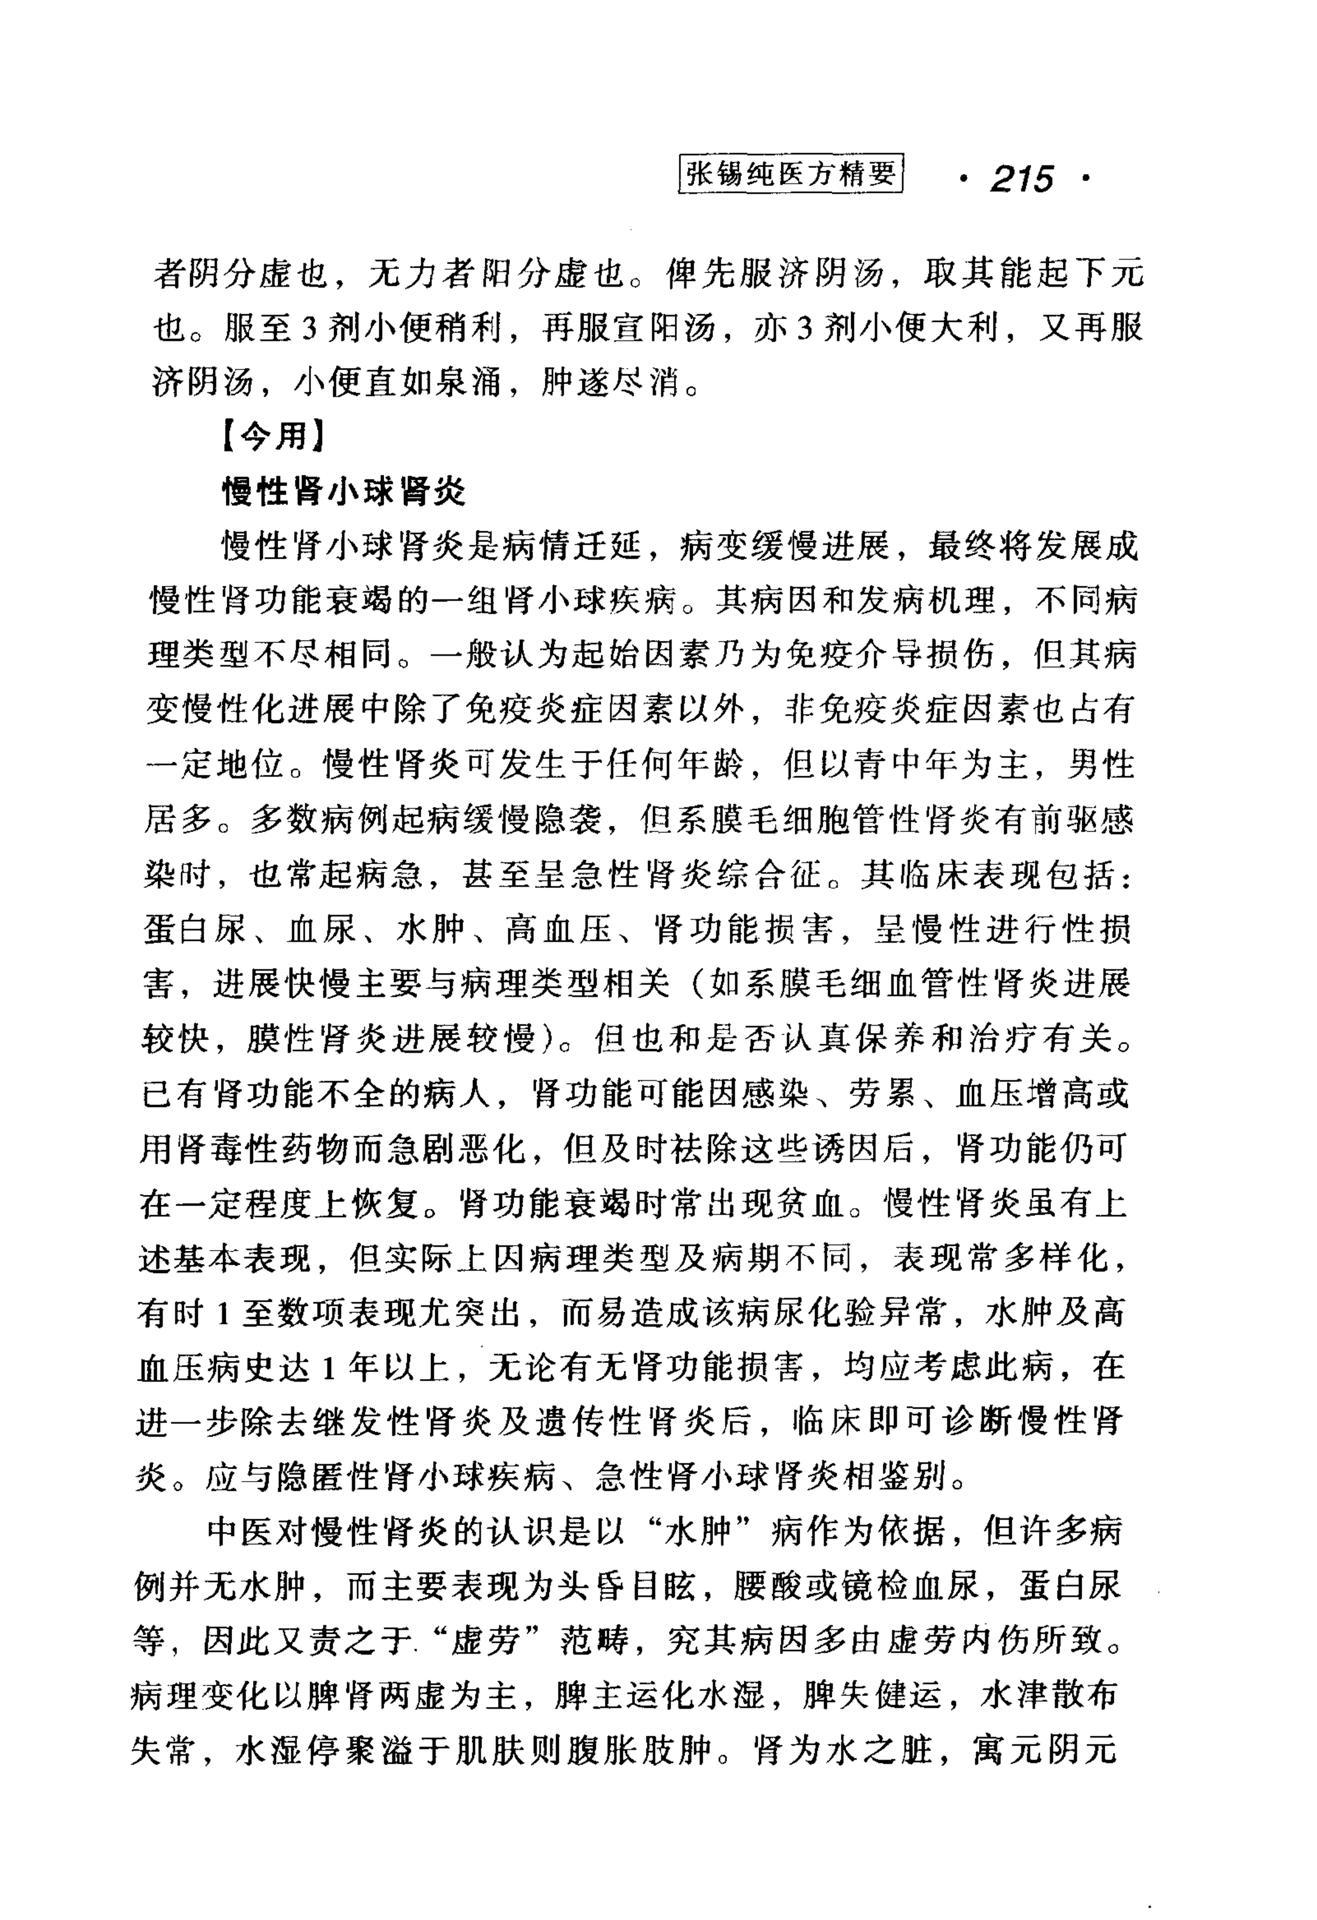 张锡纯医方精要 · 215 ·
者阴分虚也，无力者阳分虚也。俾先服济阴汤，取其能起下元
也。服至3剂小便稍利，再服宣阳汤，亦3剂小便大利，又再服
济阴汤，小便直如泉涌，肿遂尽消。
【今用】
慢性肾小球肾炎
慢性肾小球肾炎是病情迁延，病变缓慢进展，最终将发展成
慢性肾功能衰竭的一组肾小球疾病。其病因和发病机理，不同病
理类型不尽相同。一般认为起始因素乃为免疫介导损伤，但其病
变慢性化进展中除了免疫炎症因素以外，非免疫炎症因素也占有
一定地位。慢性肾炎可发生于任何年龄，但以青中年为主，男性
居多。多数病例起病缓慢隐袭，但系膜毛细胞管性肾炎有前驱感
染时，也常起病急，甚至呈急性肾炎综合征。其临床表现包括：
蛋白尿、血尿、水肿、高血压、肾功能损害，呈慢性进行性损
害，进展快慢主要与病理类型相关（如系膜毛细血管性肾炎进展
较快，膜性肾炎进展较慢）。但也和是否认真保养和治疗有关。
已有肾功能不全的病人，肾功能可能因感染、劳累、血压增高或
用肾毒性药物而急剧恶化，但及时祛除这些诱因后，肾功能仍可
在一定程度上恢复。肾功能衰竭时常出现贫血。慢性肾炎虽有上
述基本表现，但实际上因病理类型及病期不同，表现常多样化，
有时1至数项表现尤突出，而易造成该病尿化验异常，水肿及高
血压病史达1年以上，无论有无肾功能损害，均应考虑此病，在
进一步除去继发性肾炎及遗传性肾炎后，临床即可诊断慢性肾
炎。应与隐匿性肾小球疾病、急性肾小球肾炎相鉴别。
中医对慢性肾炎的认识是以“水肿”病作为依据，但许多病
例并无水肿，而主要表现为头昏目眩，腰酸或镜检血尿，蛋白尿
等，因此又责之于“虚劳”范畴，究其病因多由虚劳内伤所致。
病理变化以脾肾两虚为主，脾主运化水湿，脾失健运，水津散布
失常，水湿停聚溢于肌肤则腹胀肢肿。肾为水之脏，寓元阴元